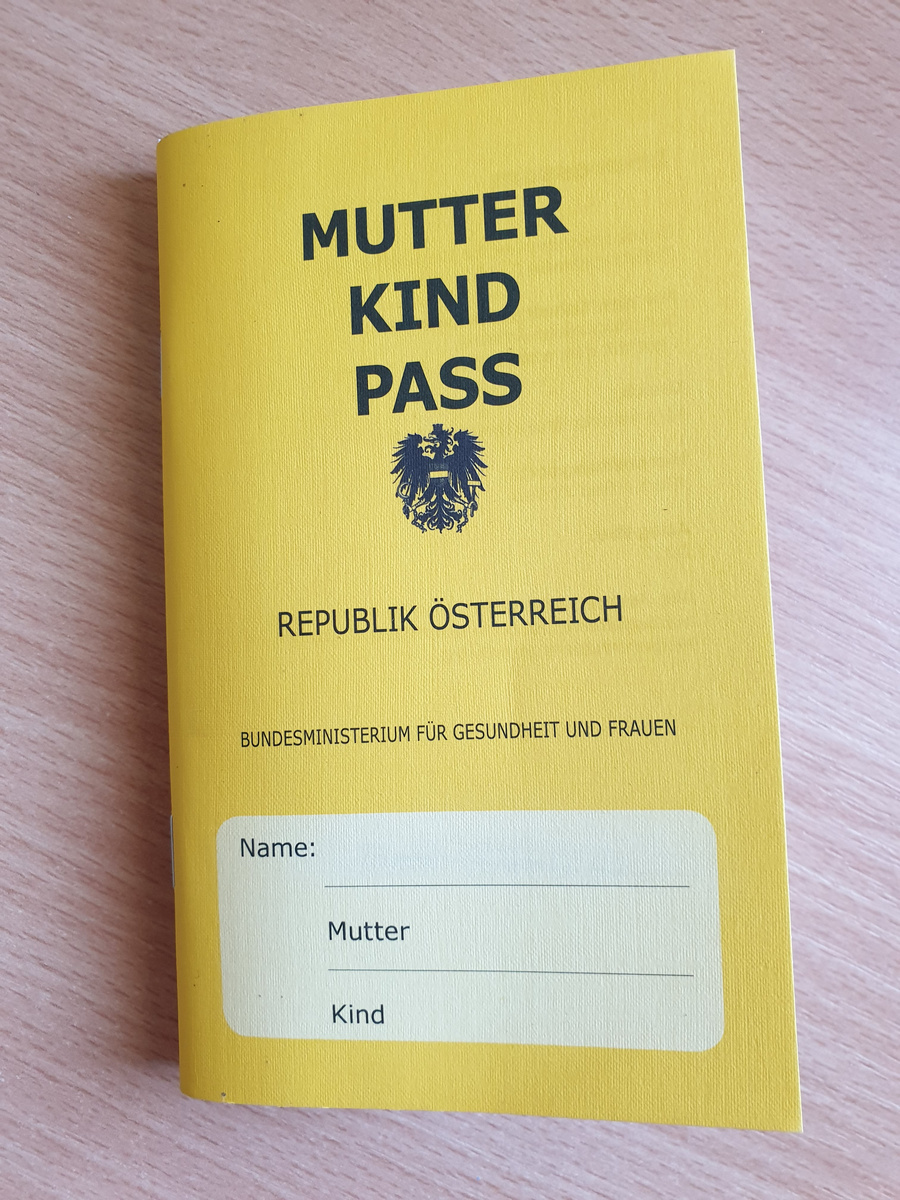 MUTTER
KIND
PASS
REPUBLIK ÖSTERREICH
BUNDESMINISTERIUM FÜR GESUNDHEIT UND FRAUEN
Name:
Mutter
Kind